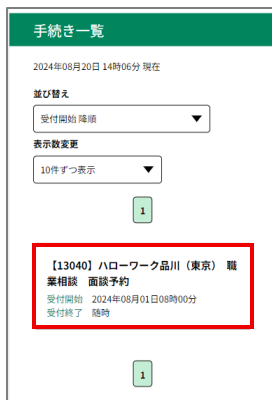 手続き一覧
2024年08月20日 14時06分 現在
並び替え
受付開始 降順
表示数変更
10件ずつ表示
1
【13040】ハローワーク品川（東京）　職
業相談　面談予約
受付開始　2024年08月01日08時00分
受付終了　随時
1